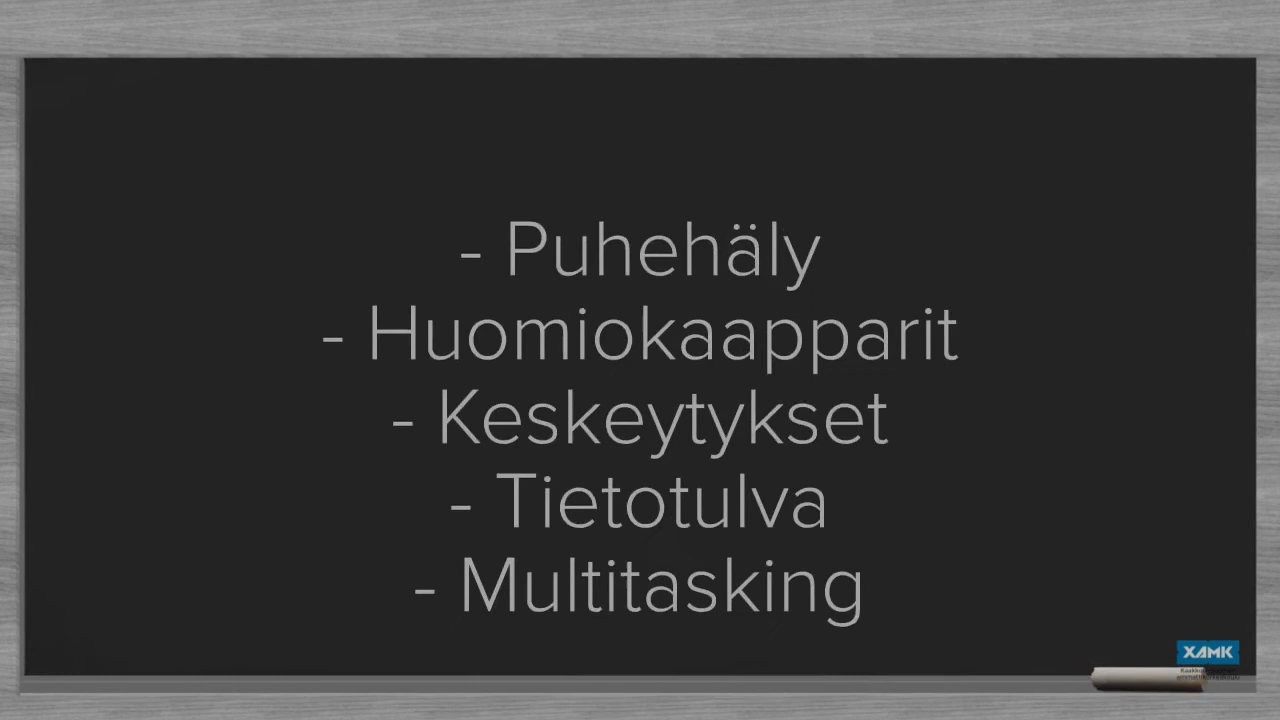 - Puhehäly
- Huomiokaapparit
- Keskeytykset
- Tietotulva
- Multitasking
XAMK